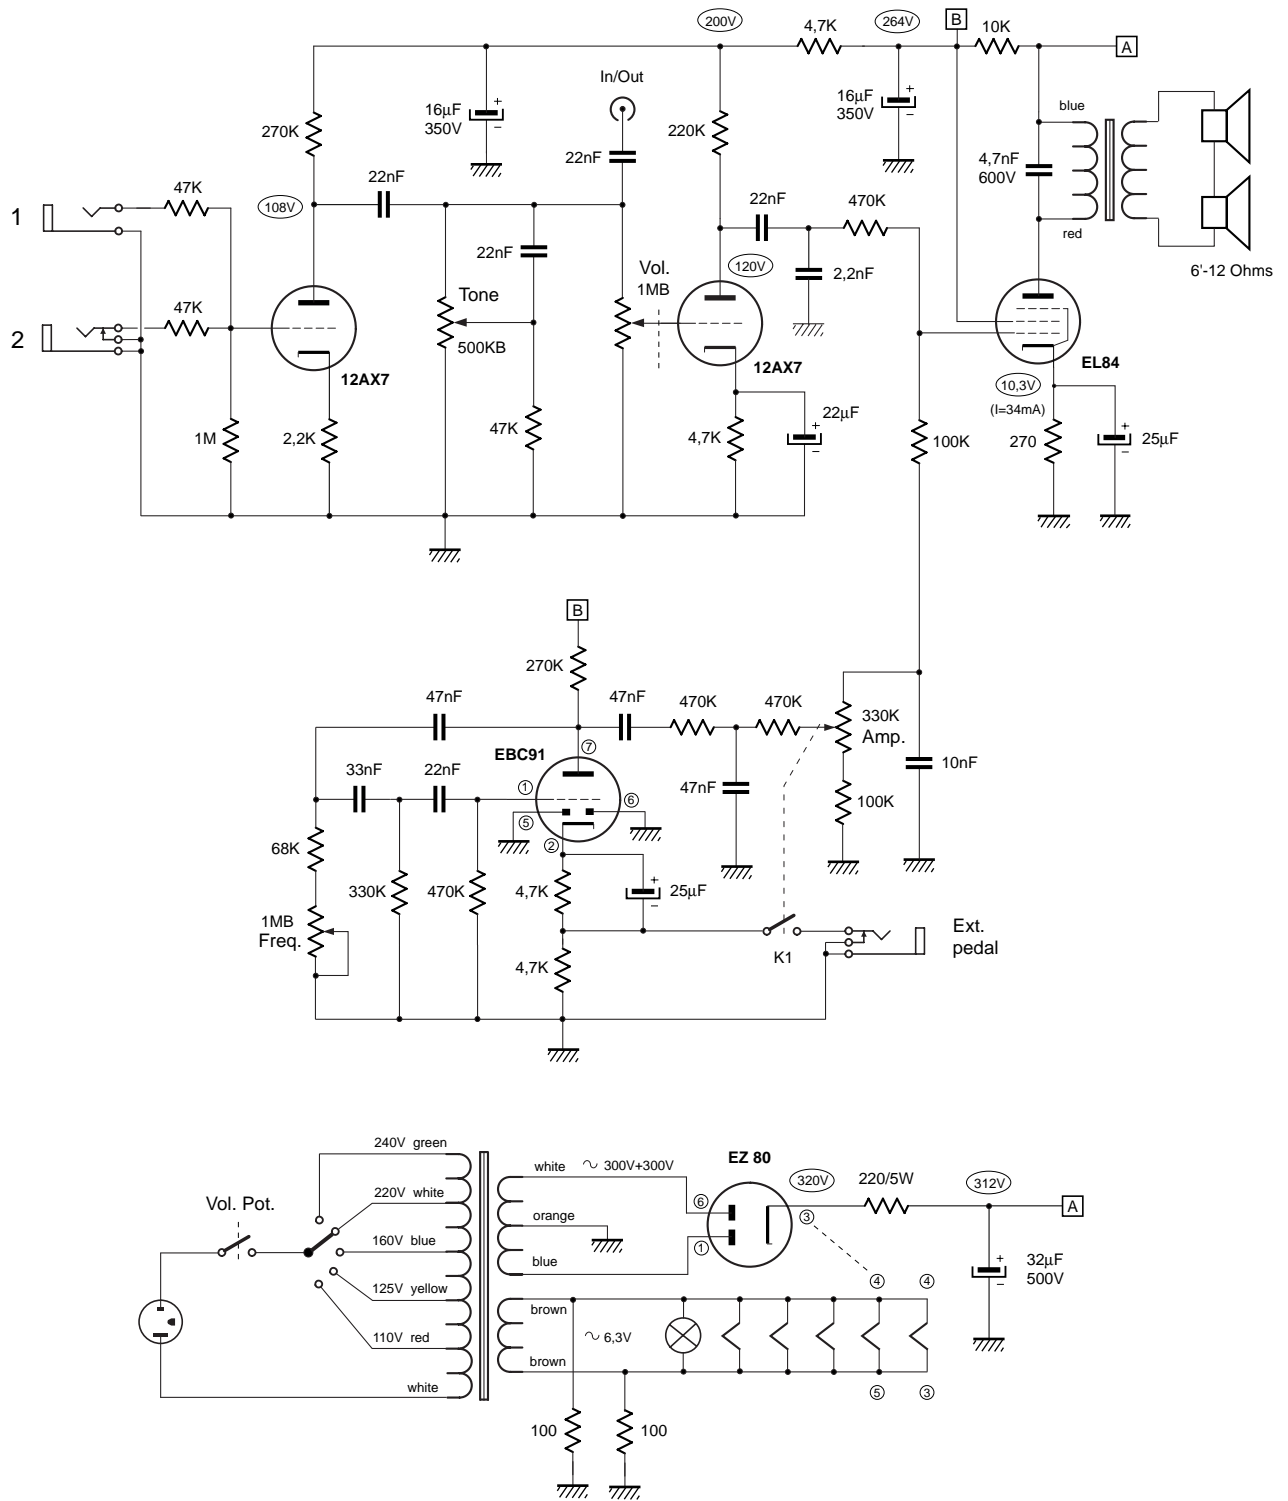 200V
4,7K
264V
B
10K
A
In/Out
16μF
350V
16μF
350V
blue
270K
220K
22nF
4,7nF
600V
47K
22nF
22nF
470K
1
108V
red
22nF
120V
2,2nF
Vol.
1MB
6'-12 Ohms
Tone
47K
2
500KB
12AX7
12AX7
EL84
10,3V
(I=34mA)
22μF
1M
2,2K
47K
4,7K
100K
270
25μF
B
270K
47nF
47nF
470K
470K
330K
Amp.
EBC91
7
33nF
22nF
1
6
47nF
10nF
5
100K
2
68K
330K
470K
4,7K
25μF
1MB
Freq.
Ext.
pedal
K1
4,7K
240V green
white
300V+300V
EZ 80
320V
220/5W
312V
Vol. Pot.
220V white
6
A
orange
3
160V blue
1
blue
32μF
500V
125V yellow
4
4
brown
110V red
6,3V
brown
white
5
3
100
100